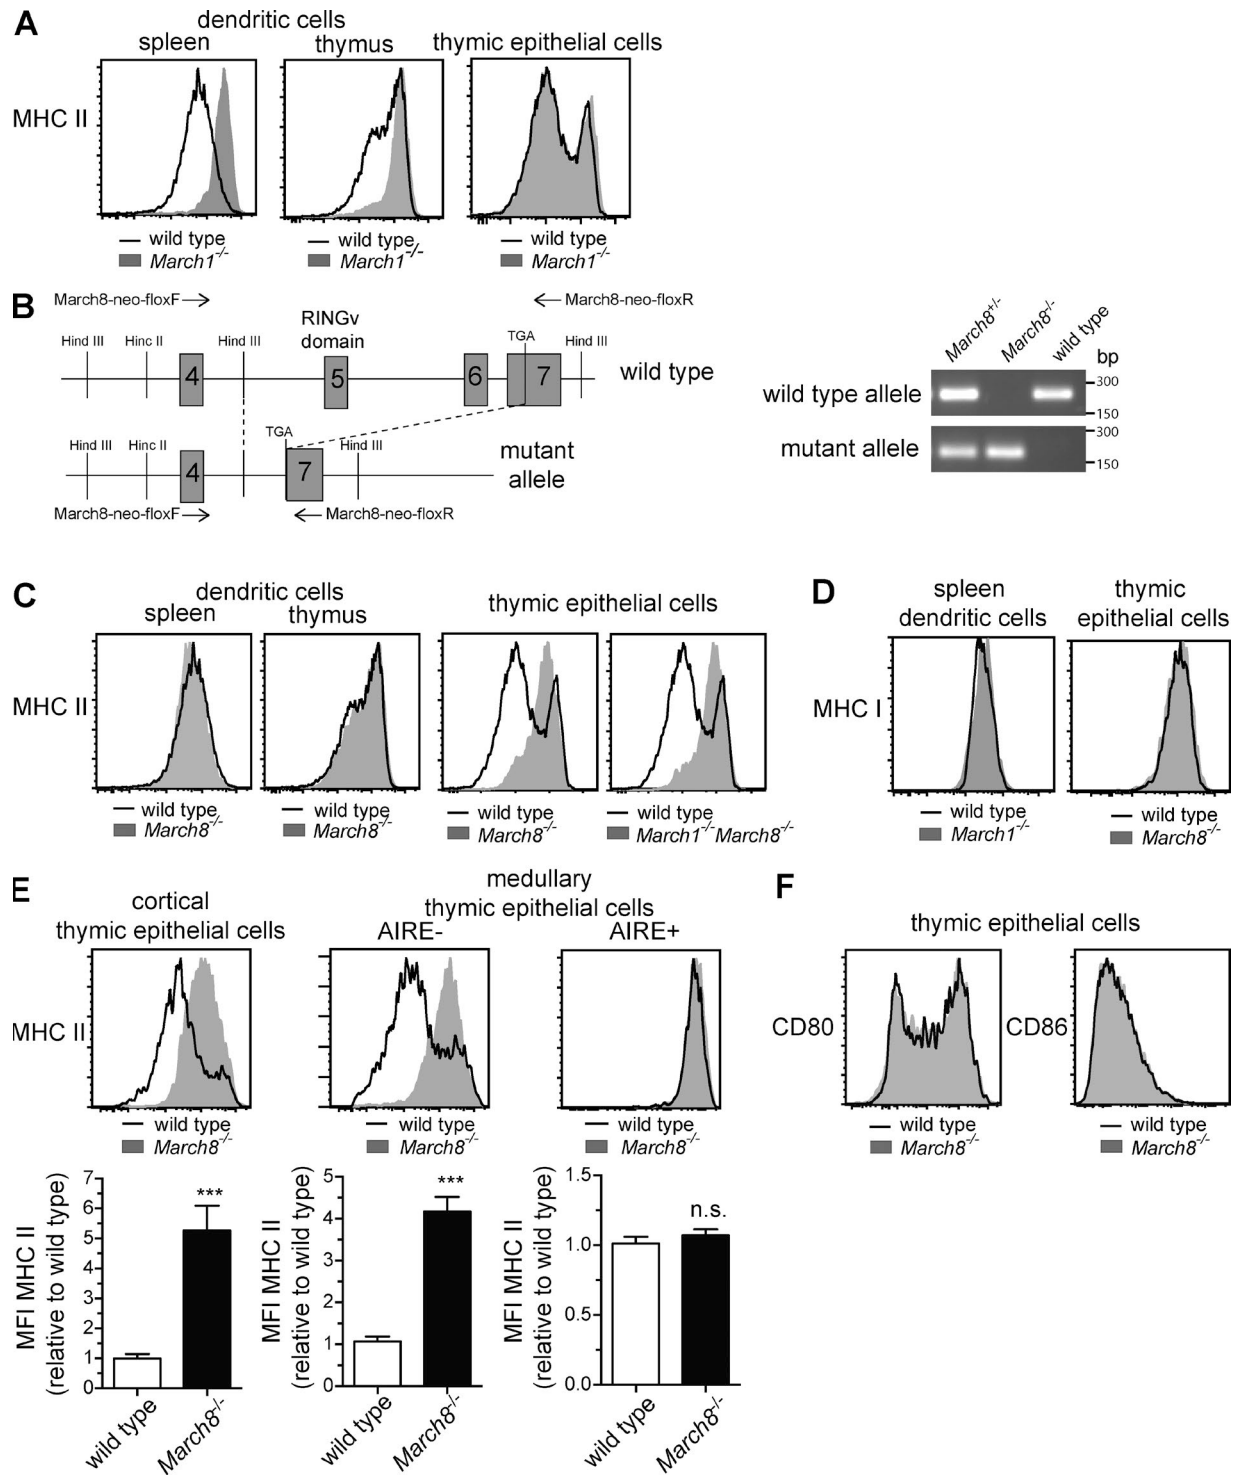 A
dendritic cells
spleen
thymus
thymic epithelial cells
MHC II
wild type
March1-/-
wild type
March1-/-
wild type
March1-/-
B
March8-neo-floxF
March8-neo-floxR
Hind III
Hinc II
Hind III
RINGv
domain
TGA
Hind III
4
5
6
7
wild type
TGA
Hind III
Hinc II
Hind III
4
7
mutant
allele
March8-neo-floxF
March8-neo-floxR
March8+/-
March8-/-
wild type
bp
wild type allele
300
150
mutant allele
300
150
C
dendritic cells
spleen
thymus
thymic epithelial cells
MHC II
wild type
March8-/-
wild type
March8-/-
wild type
March8-/-
wild type
March1-/-March8-/-
D
spleen
dendritic cells
thymic
epithelial cells
MHC I
wild type
March1-/-
wild type
March8-/-
E
cortical
thymic epithelial cells
medullary
thymic epithelial cells
AIRE-
AIRE+
MHC II
wild type
March8-/-
wild type
March8-/-
wild type
March8-/-
MFI MHC II
(relative to wild type)
7
6
5
4
3
2
1
0
***
wild type
March8-/-
MFI MHC II
(relative to wild type)
5
4
3
2
1
0
***
wild type
March8-/-
MFI MHC II
(relative to wild type)
1.5
1.0
0.5
0.0
n.s.
wild type
March8-/-
F
thymic epithelial cells
CD80
CD86
wild type
March8-/-
wild type
March8-/-